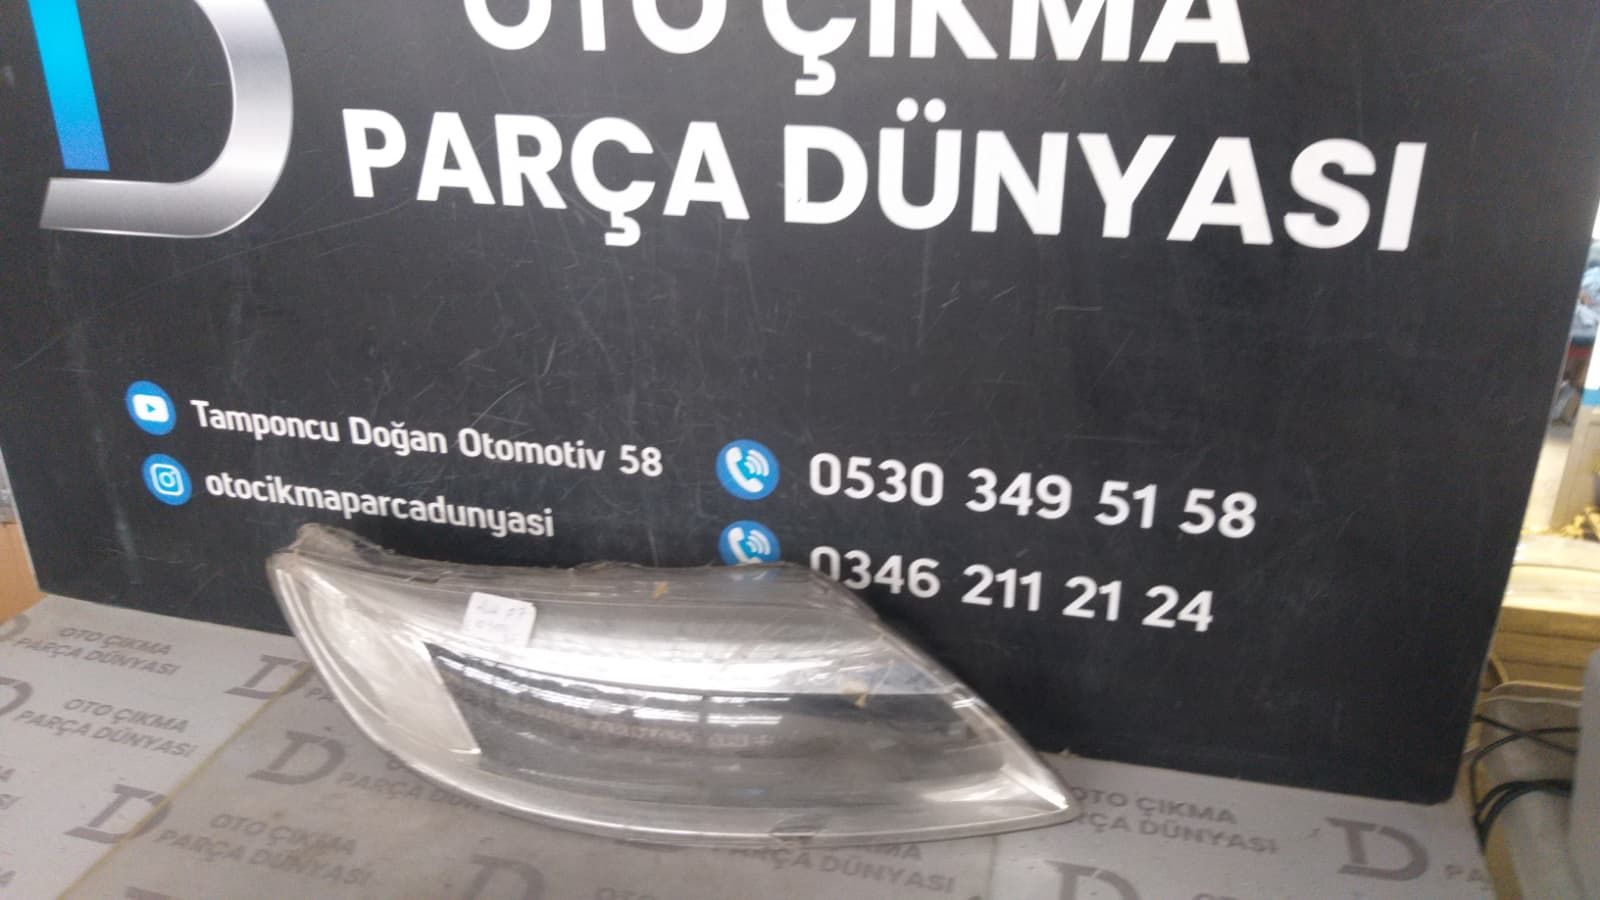 OTO ÇIKMA
PARÇA DÜNYASI
Tamponcu Doğan Otomotiv 58
otocikmaparcadunyasi
0530 349 51 58
0346 211 21 24
OTO ÇIKMA
PARÇA DÜNYASI
OTO ÇIKMA
PARÇA DÜNYASI
OTO ÇIKMA
PARÇA DÜNYASI
OTO ÇIKMA
PARÇA DÜNYASI